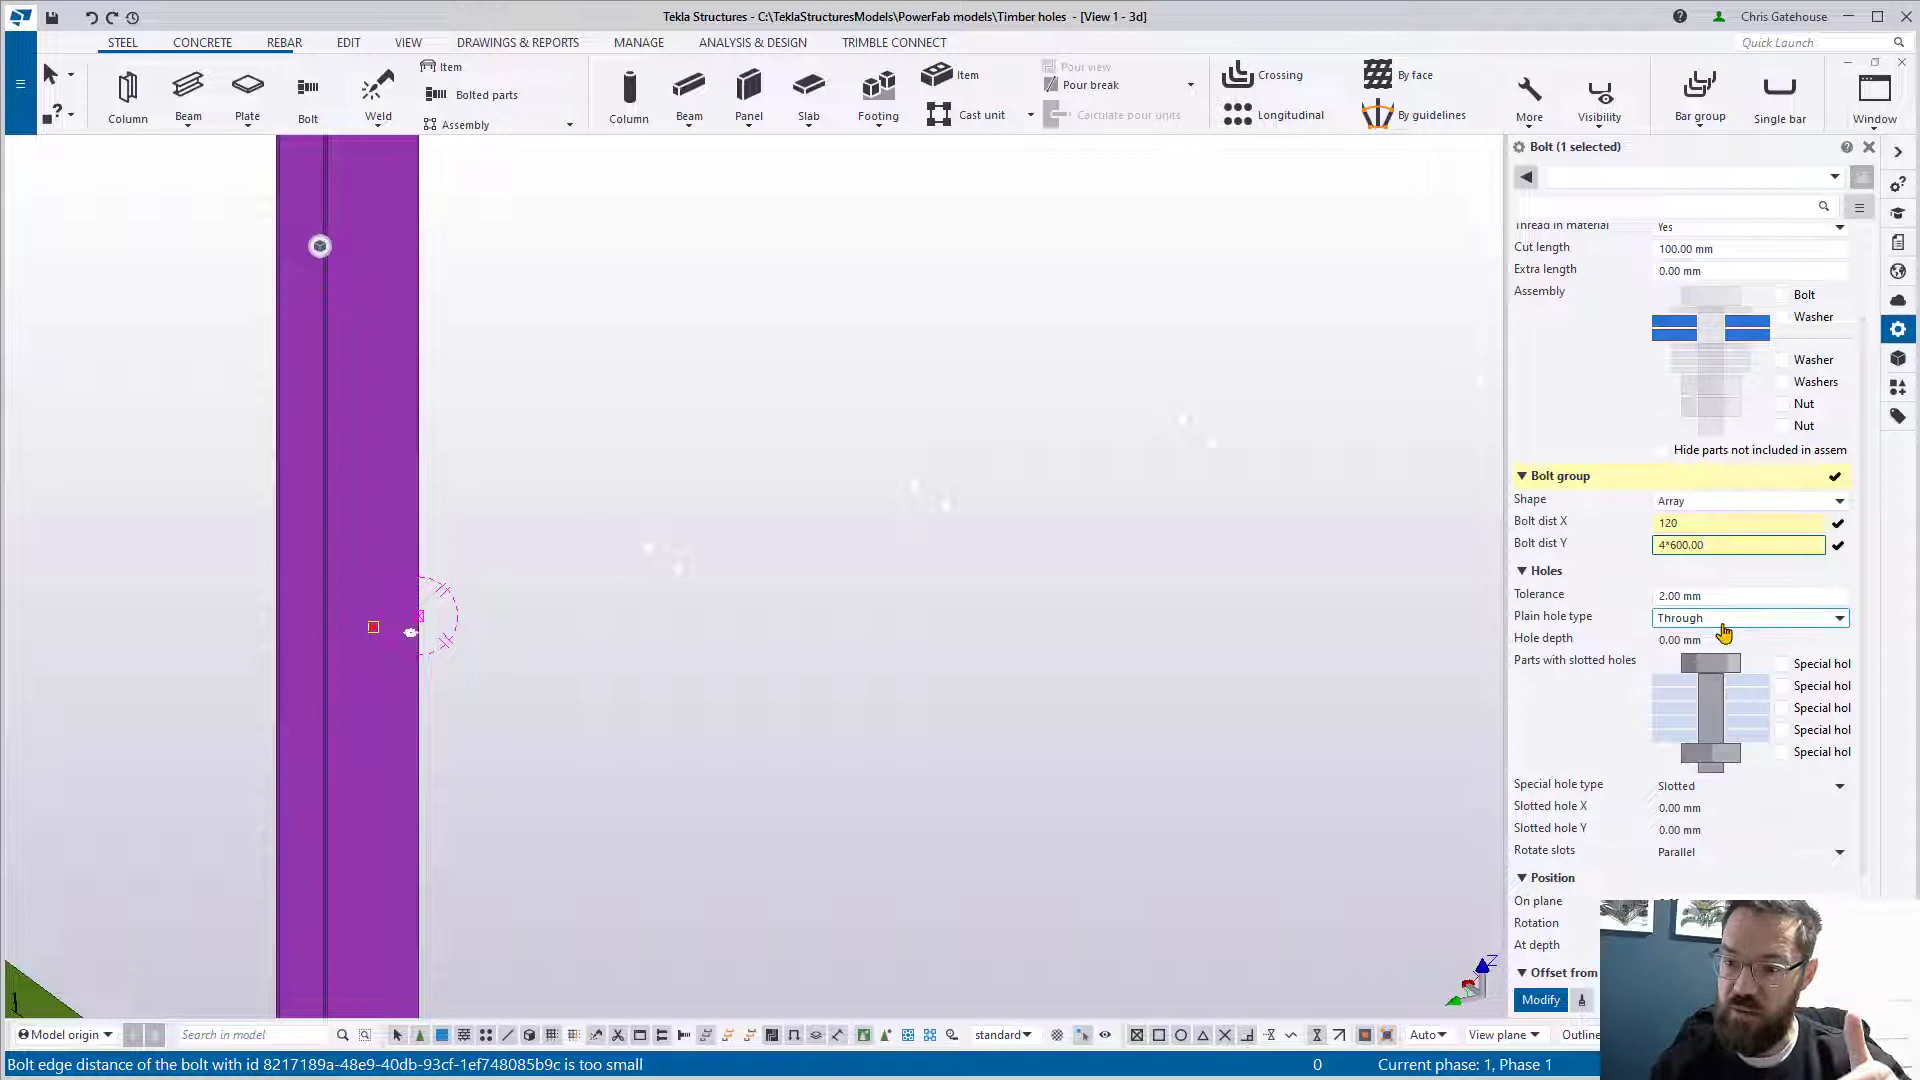 Tekla Structures - C:\TeklaStructuresModels\PowerFab models\Timber holes - [View 1 - 3d]
Chris Gatehouse
STEEL CONCRETE REBAR EDIT VIEW DRAWINGS & REPORTS MANAGE ANALYSIS & DESIGN TRIMBLE CONNECT
Quick Launch
Item
Bolted parts
Assembly
Column Beam Plate Bolt Weld
Column Beam Panel Slab Footing
Item
Cast unit
Pour view
Pour break
Calculate pour units
Crossing
Longitudinal
By face
By guidelines
More Visibility Bar group Single bar Window
Bolt (1 selected)
Thread in material Yes
Cut length 100.00 mm
Extra length 0.00 mm
Assembly
Bolt
Washer
Washer
Washers
Nut
Nut
Hide parts not included in assem
Bolt group
Shape Array
Bolt dist X 120
Bolt dist Y 4*600.00
Holes
Tolerance 2.00 mm
Plain hole type Through
Hole depth 0.00 mm
Parts with slotted holes
Special hol
Special hol
Special hol
Special hol
Special hol
Special hole type Slotted
Slotted hole X 0.00 mm
Slotted hole Y 0.00 mm
Rotate slots Parallel
Position
On plane
Rotation
At depth
Offset from
Modify
Z
1
Model origin
Search in model
standard
Auto
View plane
Outline
Bolt edge distance of the bolt with id 8217189a-48e9-40db-93cf-1ef748085b9c is too small
0
Current phase: 1, Phase 1